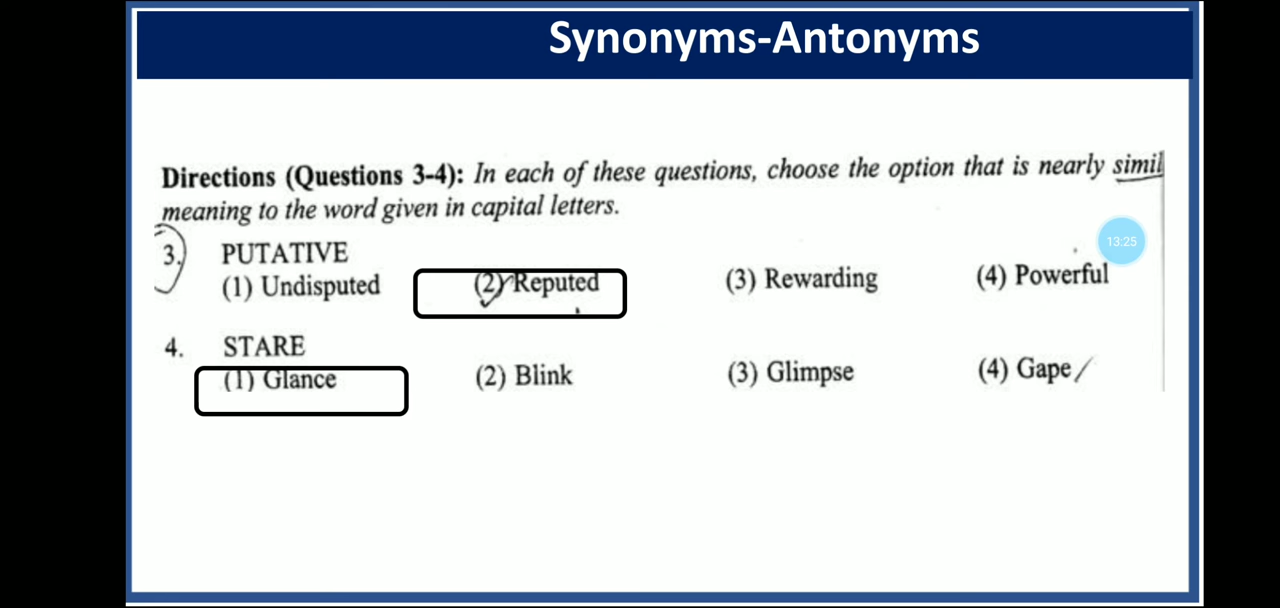 Synonyms-Antonyms
Directions (Questions 3-4): In each of these questions, choose the option that is nearly simil
meaning to the word given in capital letters.
13:25
3. PUTATIVE
(1) Undisputed (2) Reputed (3) Rewarding (4) Powerful
4. STARE
(1) Glance (2) Blink (3) Glimpse (4) Gape